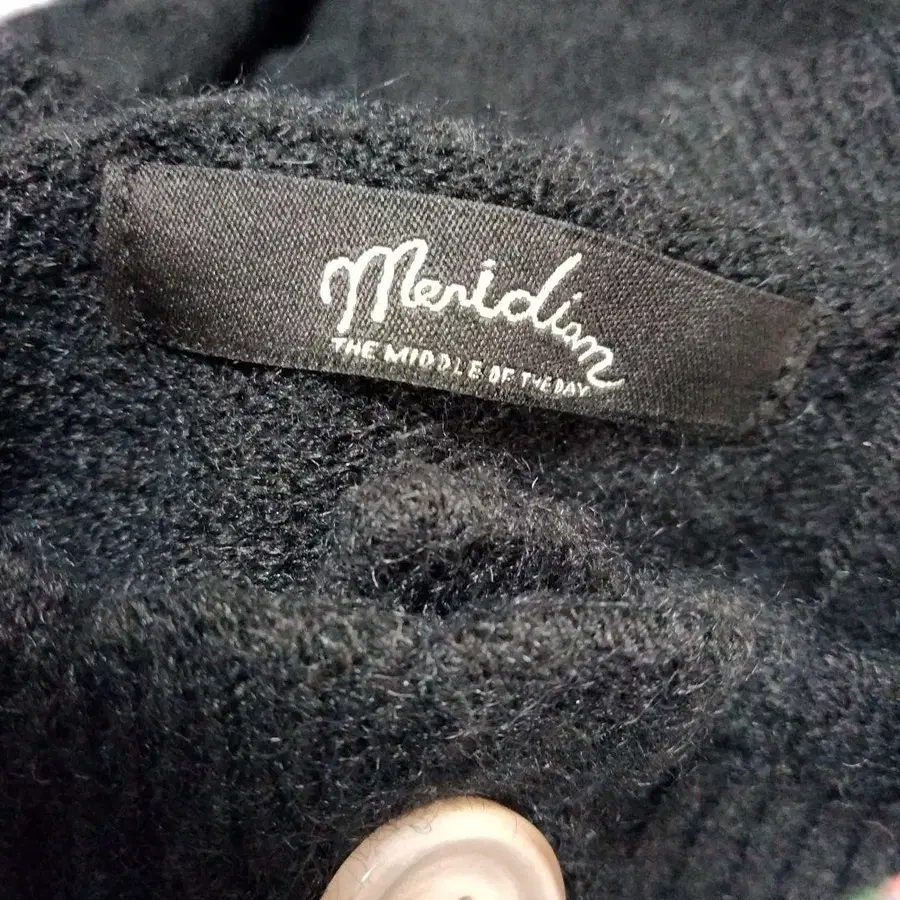 Meridian
THE MIDDLE OF THE DAY